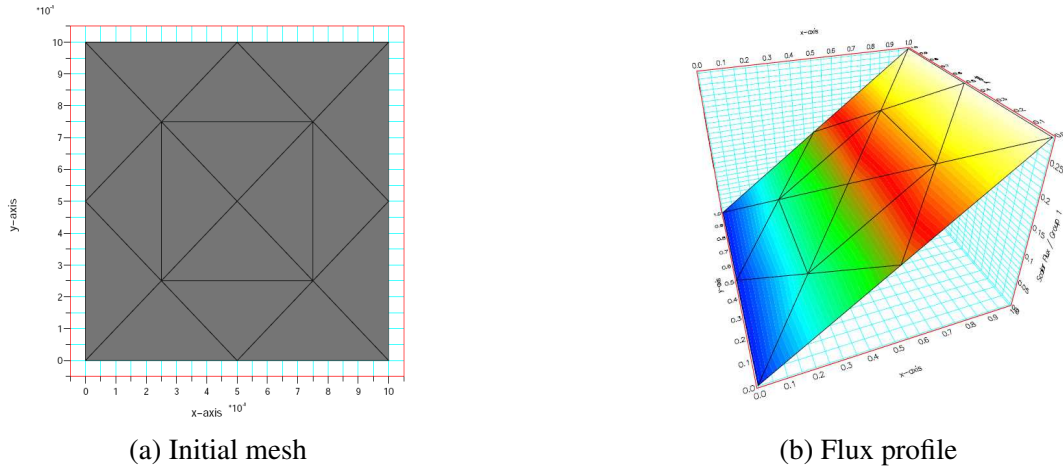 *10⁻¹
10
9
8
7
6
5
4
3
2
1
0
y-axis
0 1 2 3 4 5 6 7 8 9 10
x-axis *10⁻¹
(a) Initial mesh
x-axis
0.0 0.1 0.2 0.3 0.4 0.5 0.6 0.7 0.8 0.9 1.0
0.25
0.2
0.15
0.1
0.05
Scalar Flux / Group 1
1.0
0.9
0.8
0.7
0.6
0.5
0.4
0.3
0.2
0.1
0.0
Y-axis
0.0 0.1 0.2 0.3 0.4 0.5 0.6 0.7 0.8 0.9
x-axis
(b) Flux profile